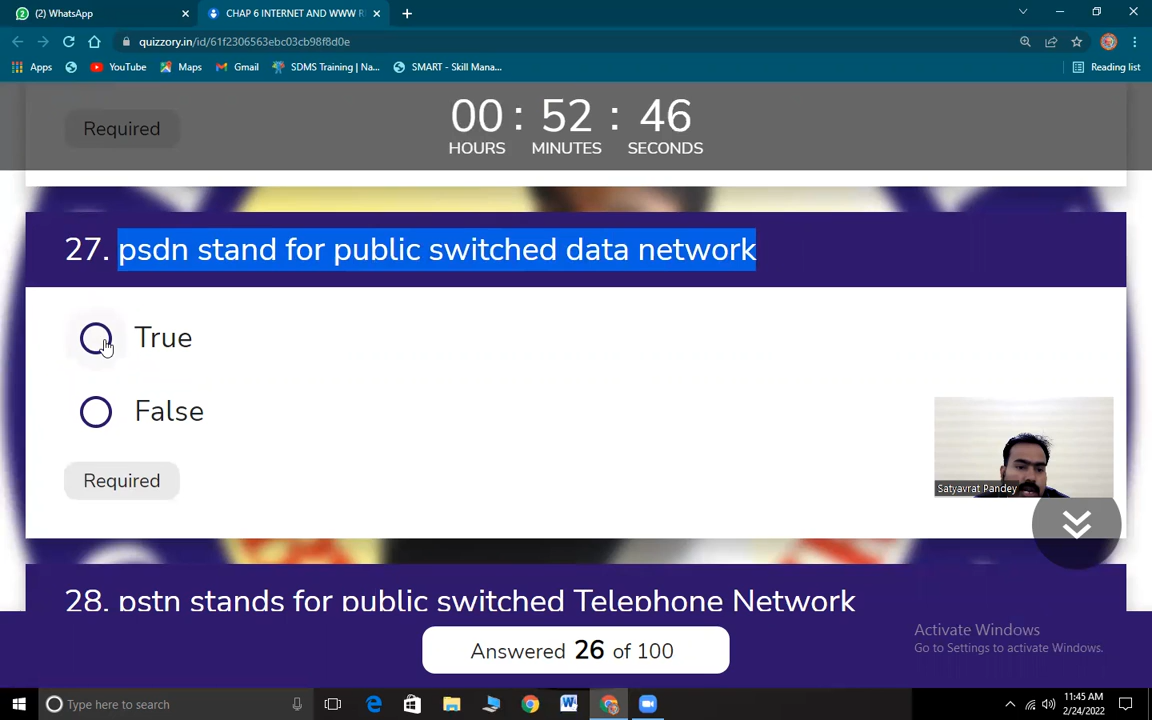 (2) WhatsApp
CHAP 6 INTERNET AND WWW R
quizzory.in/id/61f2306563ebc03cb98f8d0e
Apps
YouTube
Maps
Gmail
SDMS Training | Na...
SMART - Skill Mana...
Reading list
Required
00 : 52 : 46
HOURS MINUTES SECONDS
27. psdn stand for public switched data network
True
False
Required
Satyavrat Pandey
28. pstn stands for public switched Telephone Network
Answered 26 of 100
Activate Windows
Go to Settings to activate Windows.
Type here to search
11:45 AM
2/24/2022